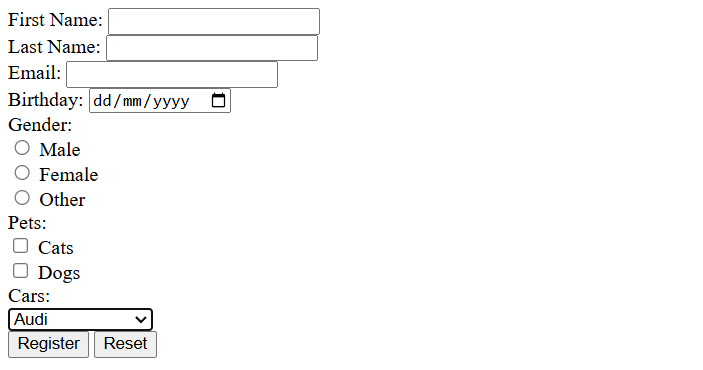 First Name:
Last Name:
Email:
Birthday: dd/mm/yyyy
Gender:
Male
Female
Other
Pets:
Cats
Dogs
Cars:
Audi
Register Reset